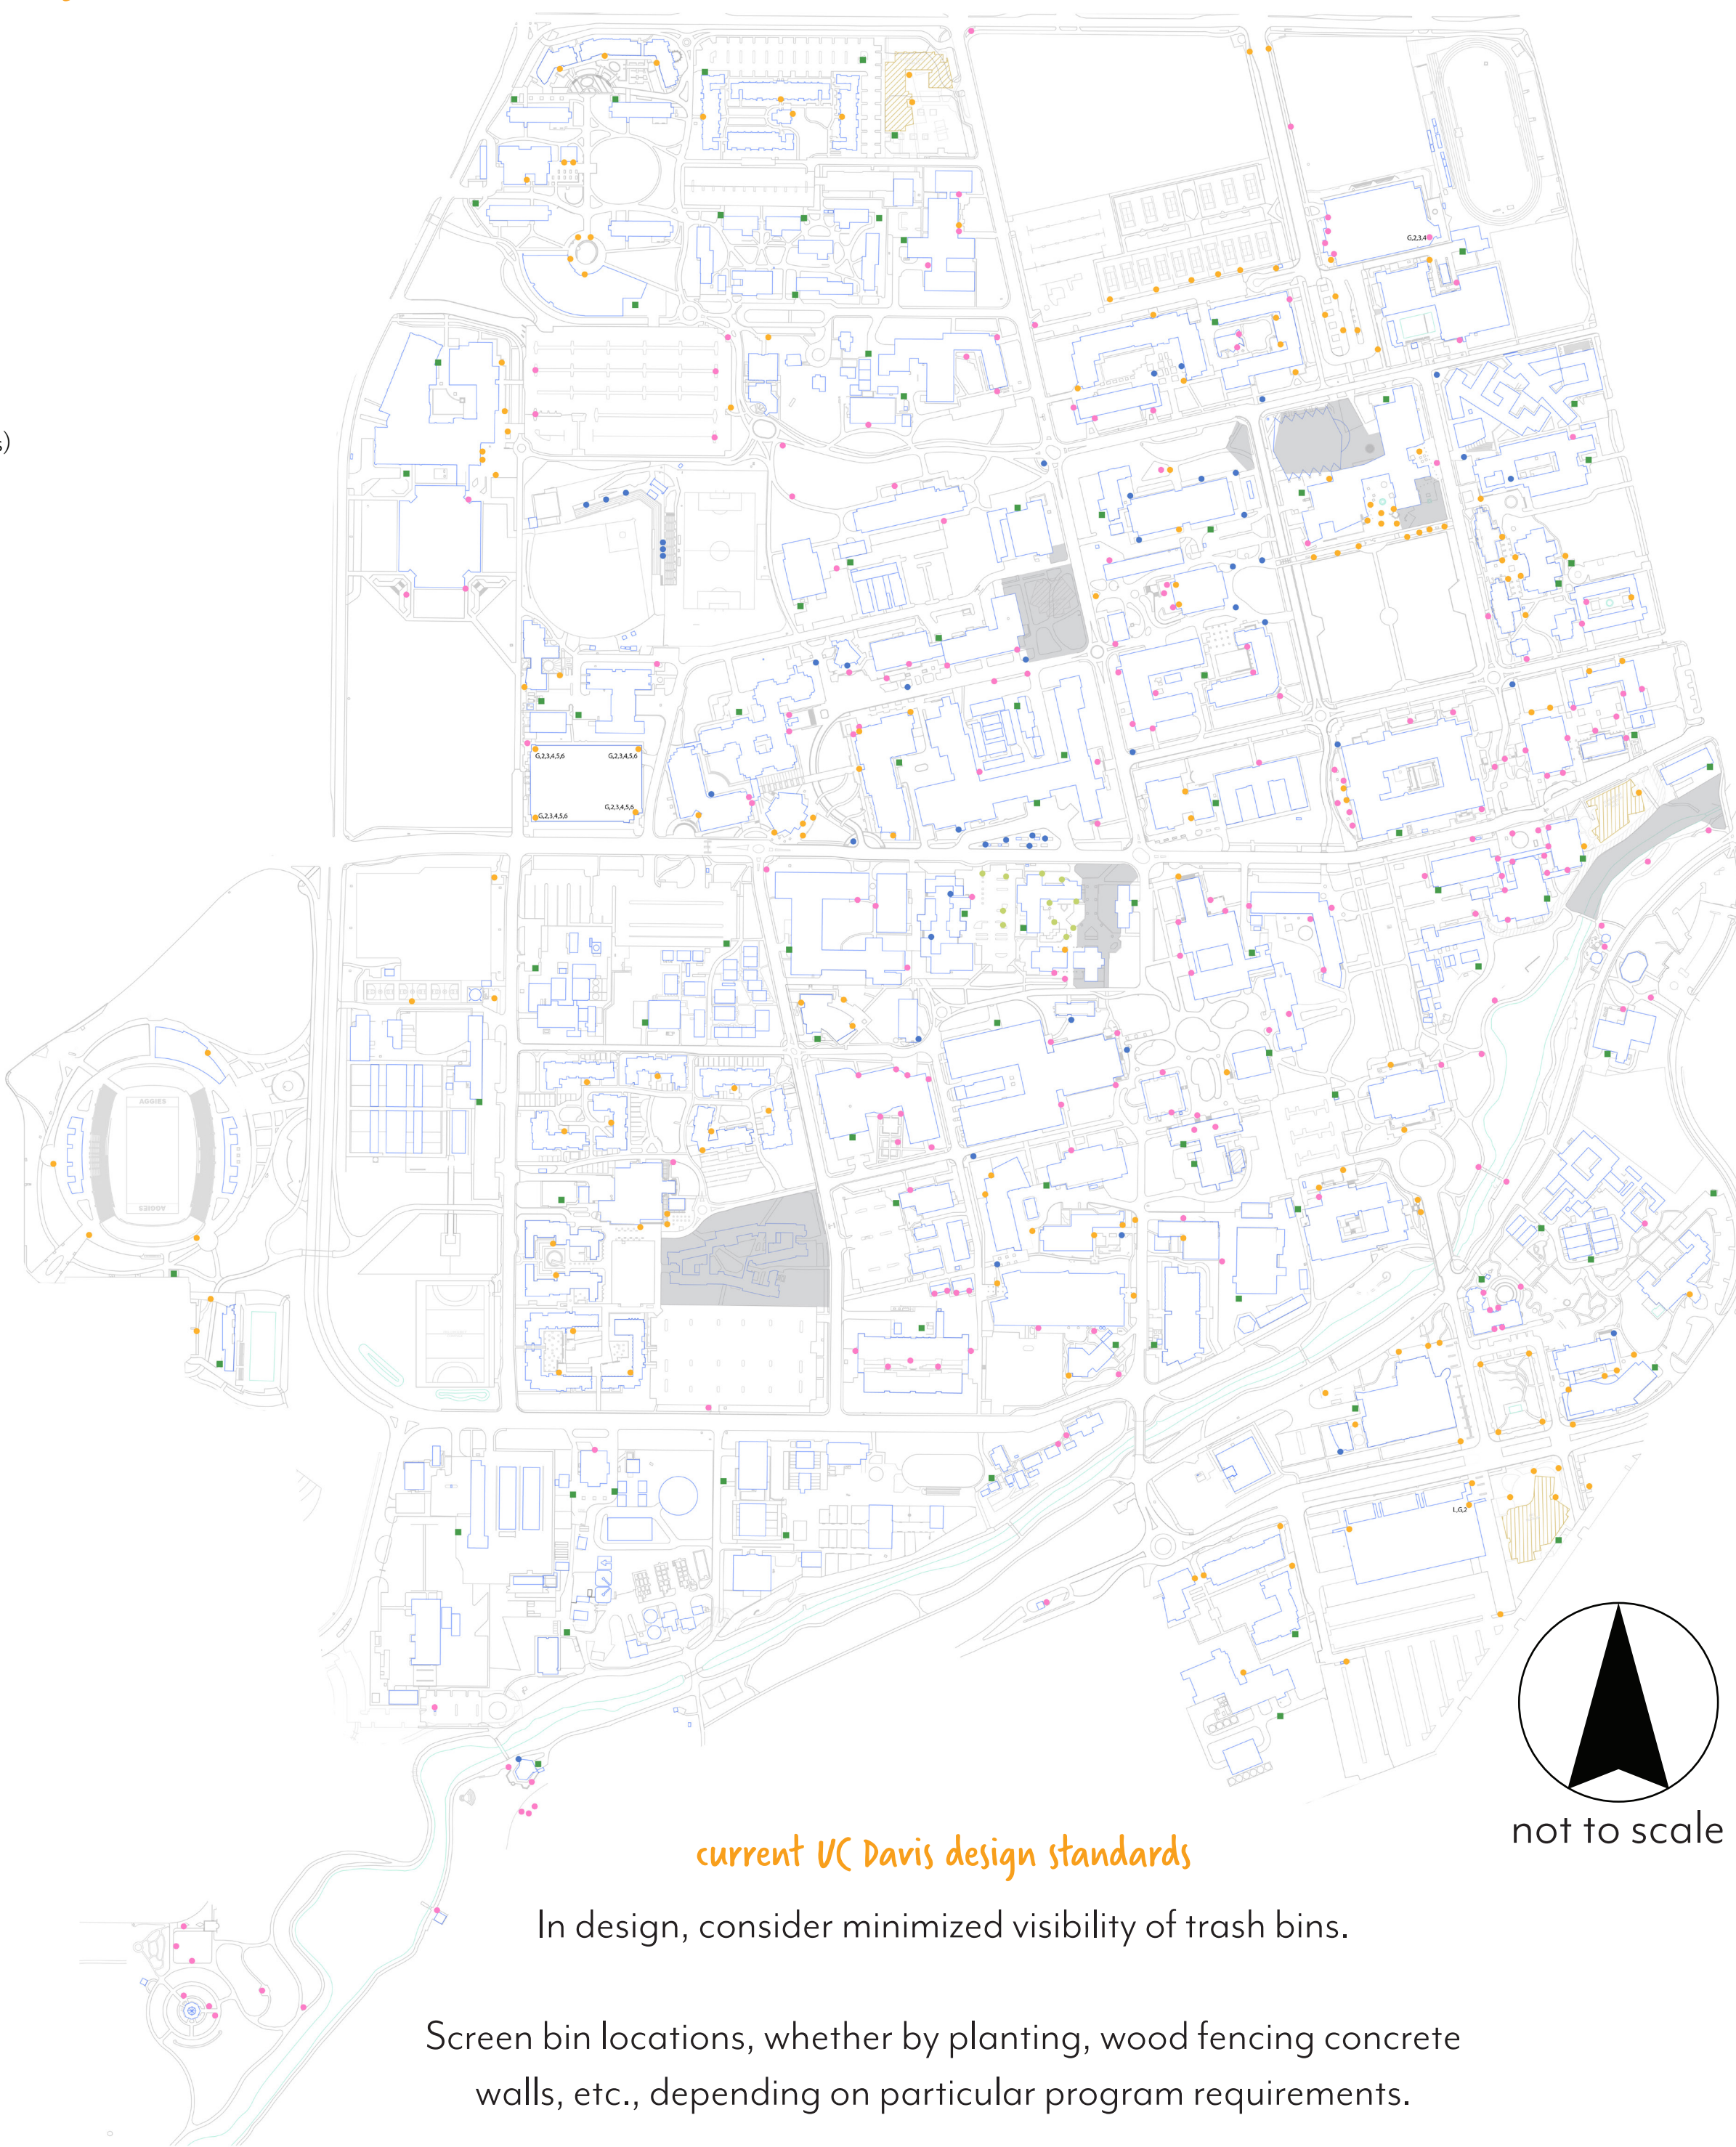 s)
G,2,3,4
G,2,3,4,5,6
G,2,3,4,5,6
G,2,3,4,5,6
G,2,3,4,5,6
AGGIES
AGGIES
L,G,2
not to scale
current UC Davis design standards
In design, consider minimized visibility of trash bins.
Screen bin locations, whether by planting, wood fencing concrete
walls, etc., depending on particular program requirements.